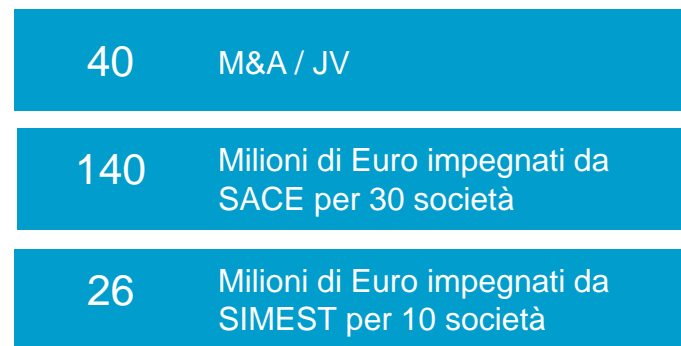 40 M&A / JV
140 Milioni di Euro impegnati da
SACE per 30 società
26 Milioni di Euro impegnati da
SIMEST per 10 società